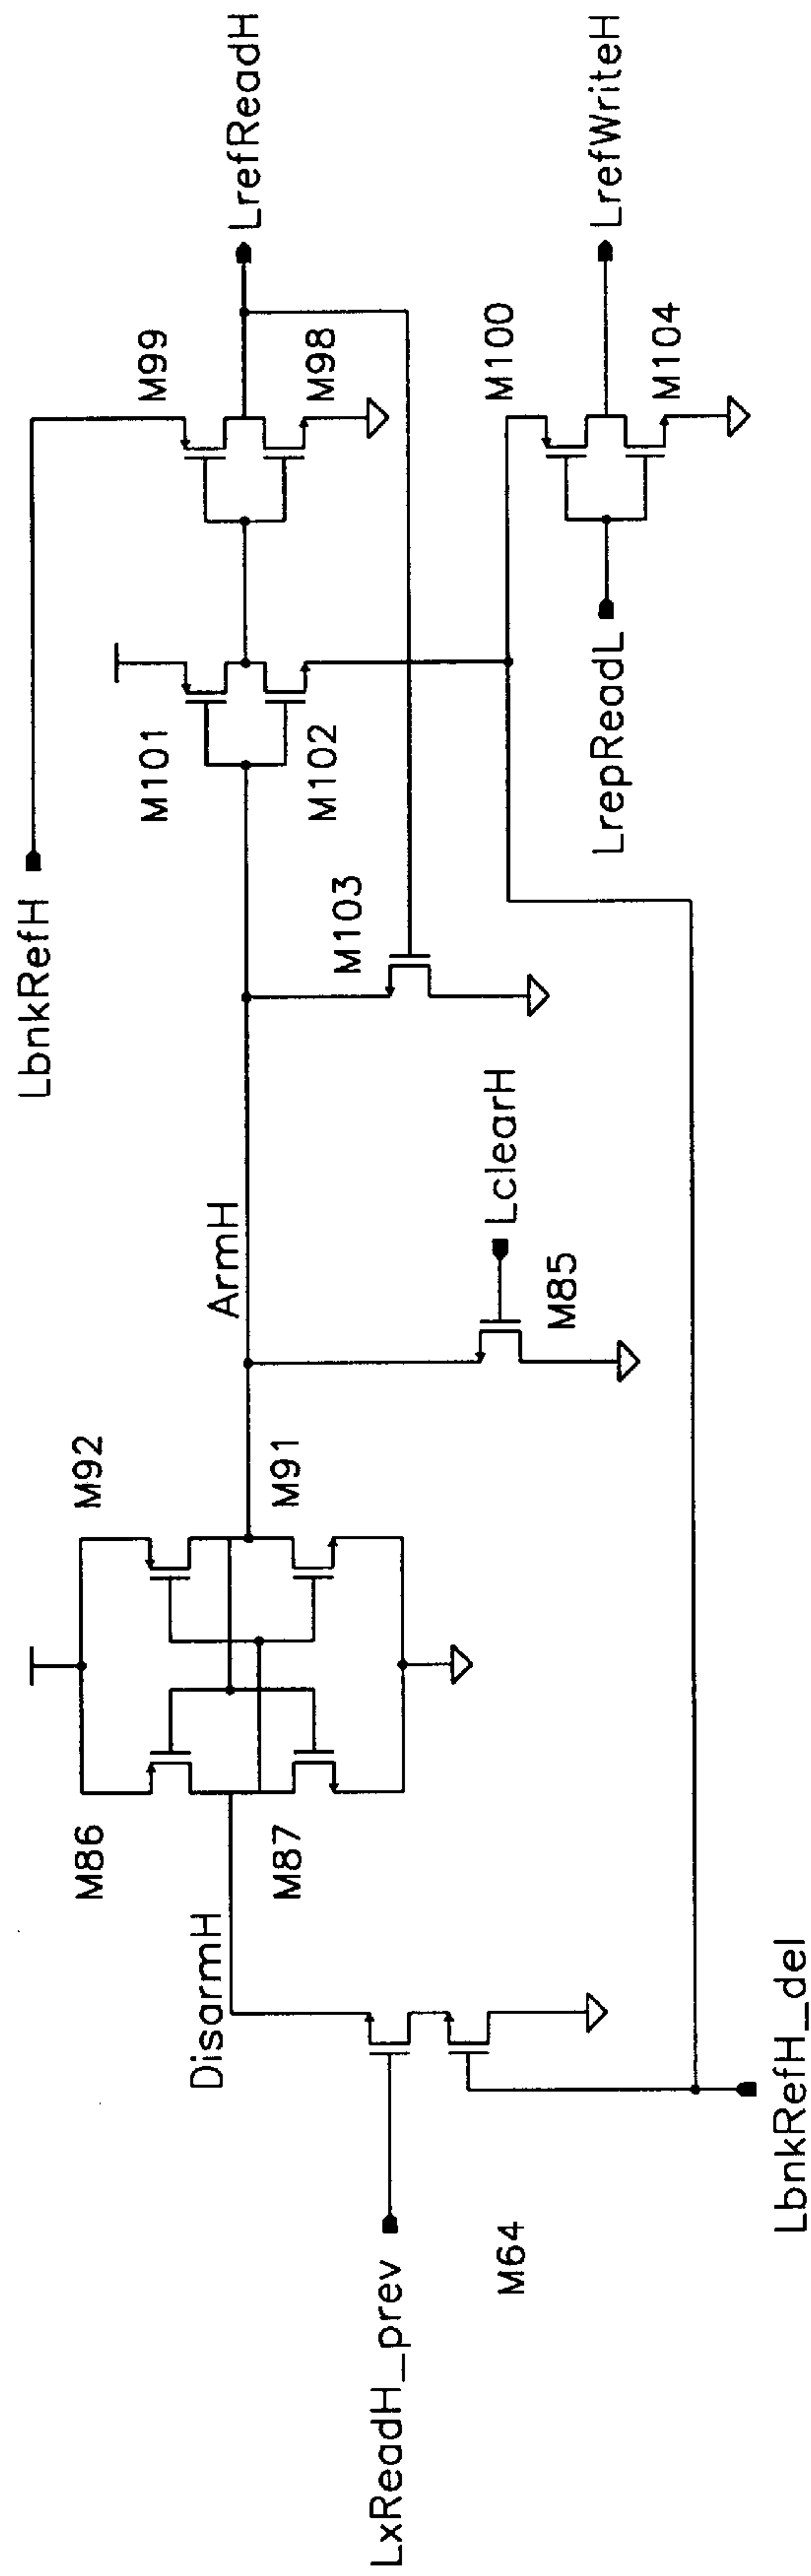 LbnkRefH
LrefReadH
M99
M98
M101
M102
LrefWriteH
M100
M104
LrepReadL
M103
LclearH
M85
ArmH
M92
M91
M86
M87
DisarmH
LxReadH_prev
M64
LbnkRefH_del